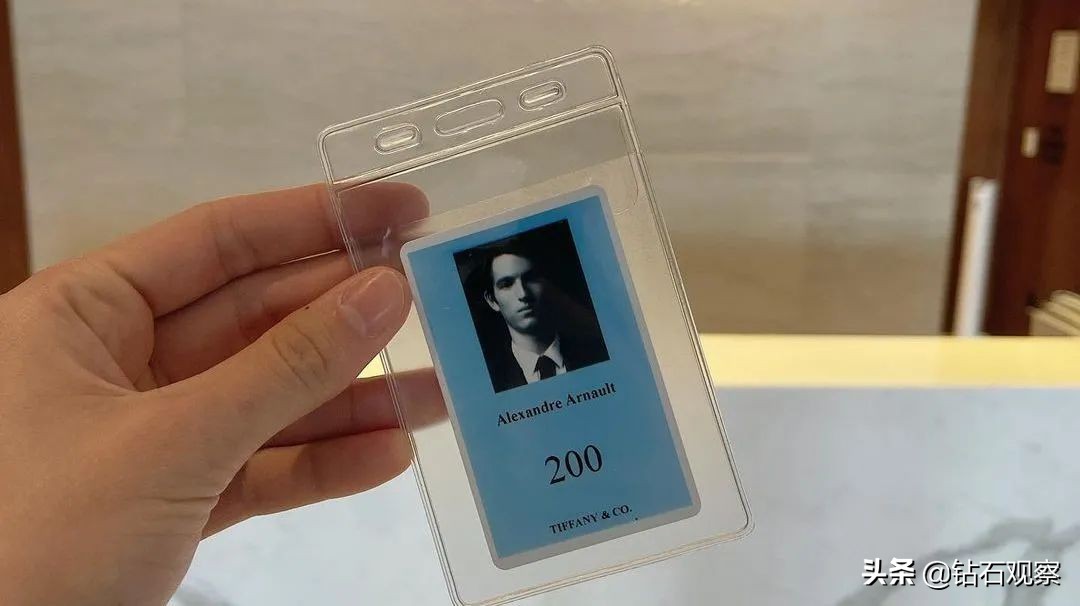 Alexandre Arnault
200
TIFFANY & CO.
头条 @钻石观察